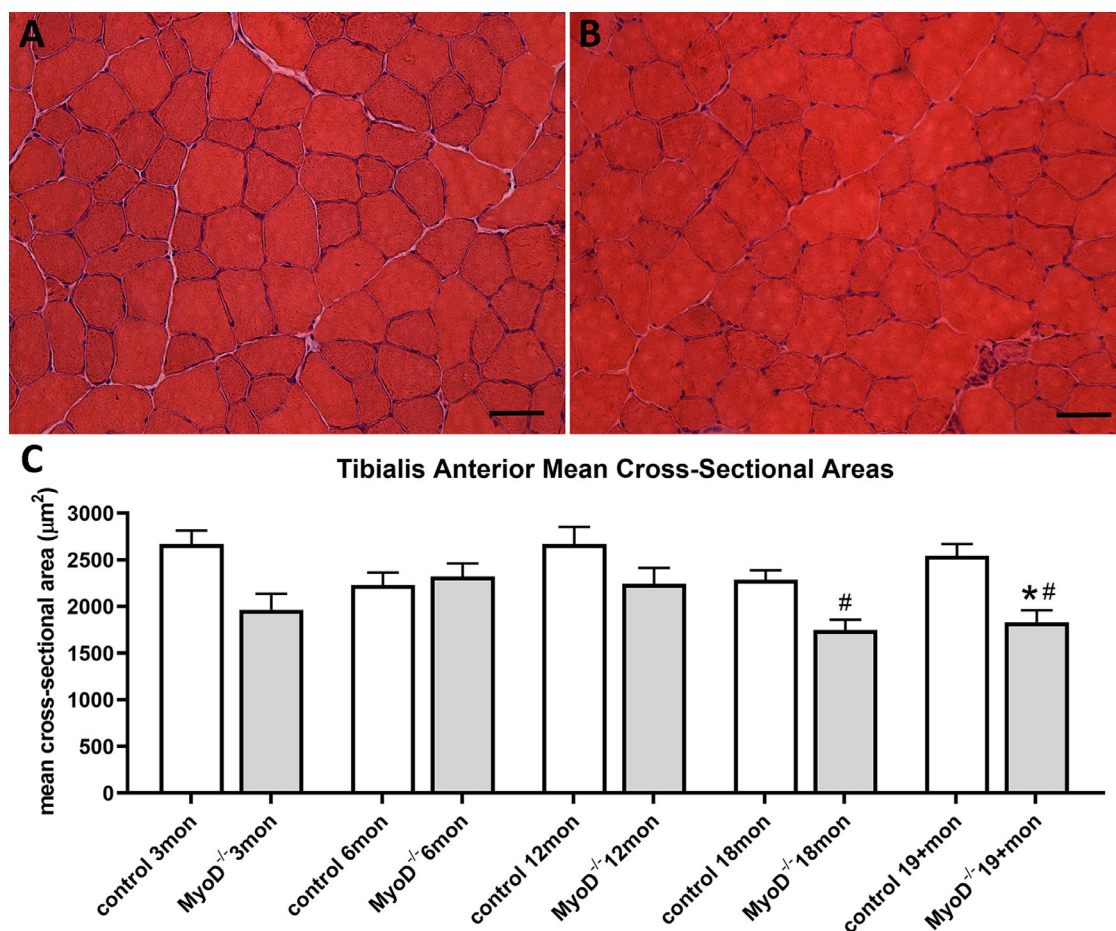 A
B
C
Tibialis Anterior Mean Cross-Sectional Areas
mean cross-sectional area (μm²)
3000
2500
2000
1500
1000
500
0
#
*#
control 3mon
MyoD⁻/⁻3mon
control 6mon
MyoD⁻/⁻6mon
control 12mon
MyoD⁻/⁻12mon
control 18mon
MyoD⁻/⁻18mon
control 19+mon
MyoD⁻/⁻19+mon